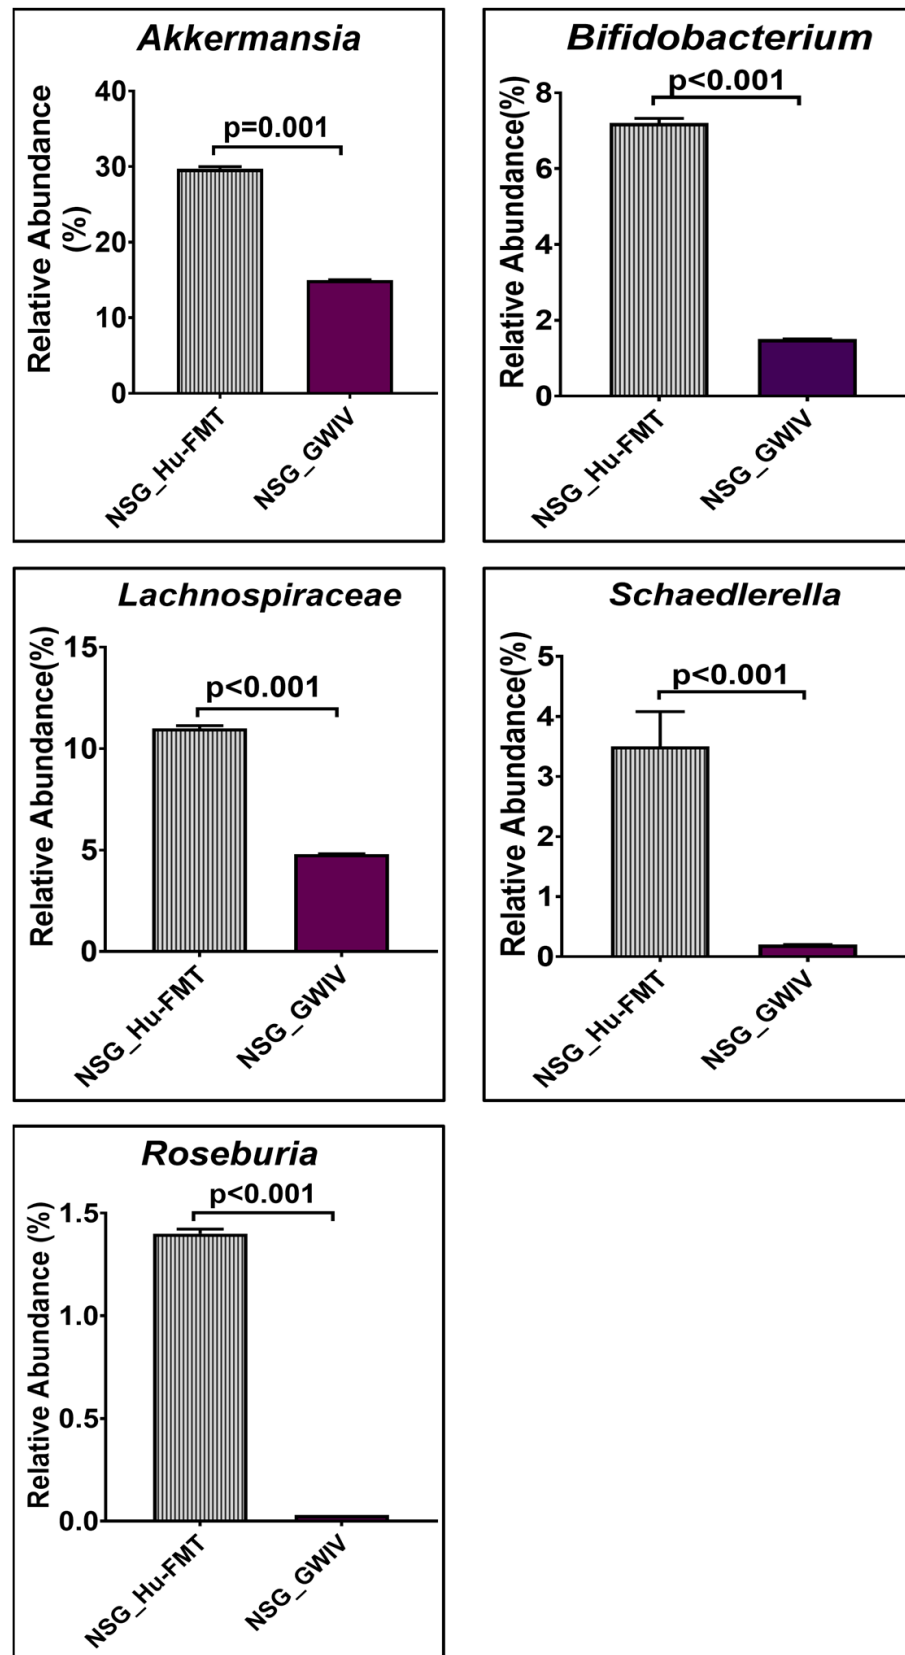 Akkermansia
Relative Abundance
(%)
40
30
20
10
0
p=0.001
NSG_Hu-FMT
NSG_GWIV
Bifidobacterium
Relative Abundance(%)
8
6
4
2
0
p<0.001
NSG_Hu-FMT
NSG_GWIV
Lachnospiraceae
Relative Abundance(%)
15
10
5
0
p<0.001
NSG_Hu-FMT
NSG_GWIV
Schaedlerella
Relative Abundance(%)
5
4
3
2
1
0
p<0.001
NSG_Hu-FMT
NSG_GWIV
Roseburia
Relative Abundance (%)
1.5
1.0
0.5
0.0
p<0.001
NSG_Hu-FMT
NSG_GWIV